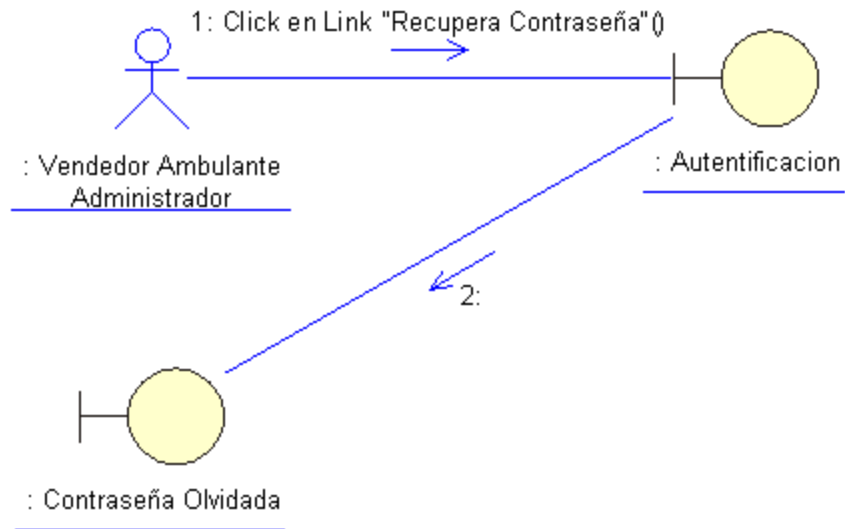 1: Click en Link "Recupera Contraseña"()
: Vendedor Ambulante
Administrador
: Autentificacion
2:
: Contraseña Olvidada